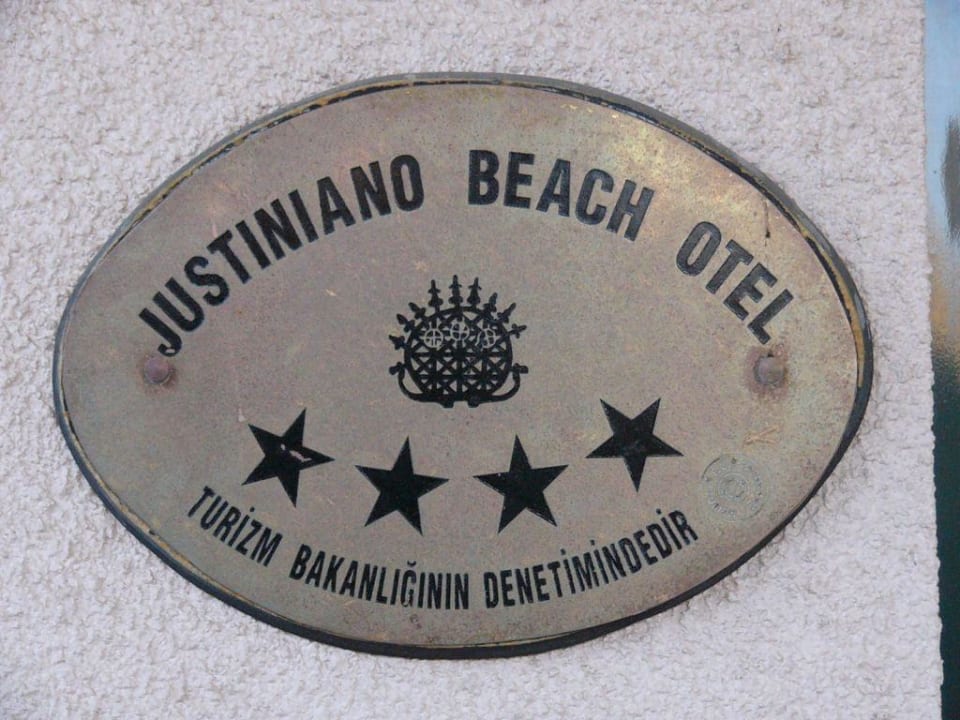 JUSTINIANO BEACH OTEL
TURİZM BAKANLIĞININ DENETİMİNDEDİR